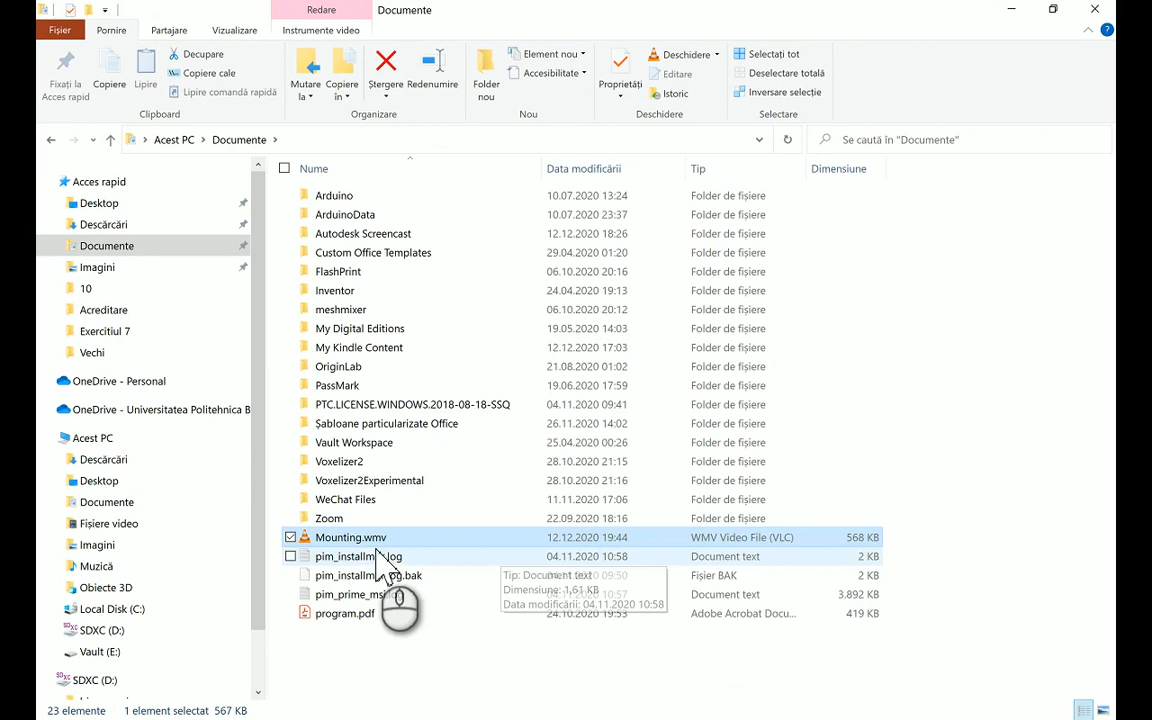 Redare
Documente
Fișier
Pornire
Partajare
Vizualizare
Instrumente video
?
Fixați la
Acces rapid
Copiere
Lipire
Decupare
Copiere cale
Lipire comandă rapidă
Clipboard
Mutare
la
Copiere
în
Ștergere
Redenumire
Organizare
Folder
nou
Element nou
Accesibilitate
Nou
Proprietăți
Deschidere
Editare
Istoric
Deschidere
Selectați tot
Deselectare totală
Inversare selecție
Selectare
Acest PC > Documente >
Se caută în "Documente"
Nume
Data modificării
Tip
Dimensiune
Acces rapid
Desktop
Descărcări
Documente
Imagini
10
Acreditare
Exercitiul 7
Vechi
OneDrive - Personal
OneDrive - Universitatea Politehnica B
Acest PC
Descărcări
Desktop
Documente
Fișiere video
Imagini
Muzică
Obiecte 3D
Local Disk (C:)
SDXC (D:)
Vault (E:)
SDXC (D:)
Arduino 10.07.2020 13:24 Folder de fișiere
ArduinoData 10.07.2020 23:37 Folder de fișiere
Autodesk Screencast 12.12.2020 18:26 Folder de fișiere
Custom Office Templates 29.04.2020 01:20 Folder de fișiere
FlashPrint 06.10.2020 20:16 Folder de fișiere
Inventor 24.04.2020 19:13 Folder de fișiere
meshmixer 06.10.2020 20:12 Folder de fișiere
My Digital Editions 19.05.2020 14:03 Folder de fișiere
My Kindle Content 12.12.2020 17:03 Folder de fișiere
OriginLab 21.08.2020 01:02 Folder de fișiere
PassMark 19.06.2020 17:59 Folder de fișiere
PTC.LICENSE.WINDOWS.2018-08-18-SSQ 04.11.2020 09:41 Folder de fișiere
Șabloane particularizate Office 26.11.2020 14:02 Folder de fișiere
Vault Workspace 25.04.2020 00:26 Folder de fișiere
Voxelizer2 28.10.2020 21:15 Folder de fișiere
Voxelizer2Experimental 28.10.2020 21:16 Folder de fișiere
WeChat Files 11.11.2020 17:06 Folder de fișiere
Zoom 22.09.2020 18:16 Folder de fișiere
Mounting.wmv 12.12.2020 19:44 WMV Video File (VLC) 568 KB
04.11.2020 10:58 Document text 2 KB
09:50 Fișier BAK 2 KB
10:57 Document text 3.892 KB
program.pdf 24.10.2020 19:53 Adobe Acrobat Docu... 419 KB
Tip: Document text
Dimensiune: 1,61 KB
Data modificării: 04.11.2020 10:58
23 elemente 1 element selectat 567 KB